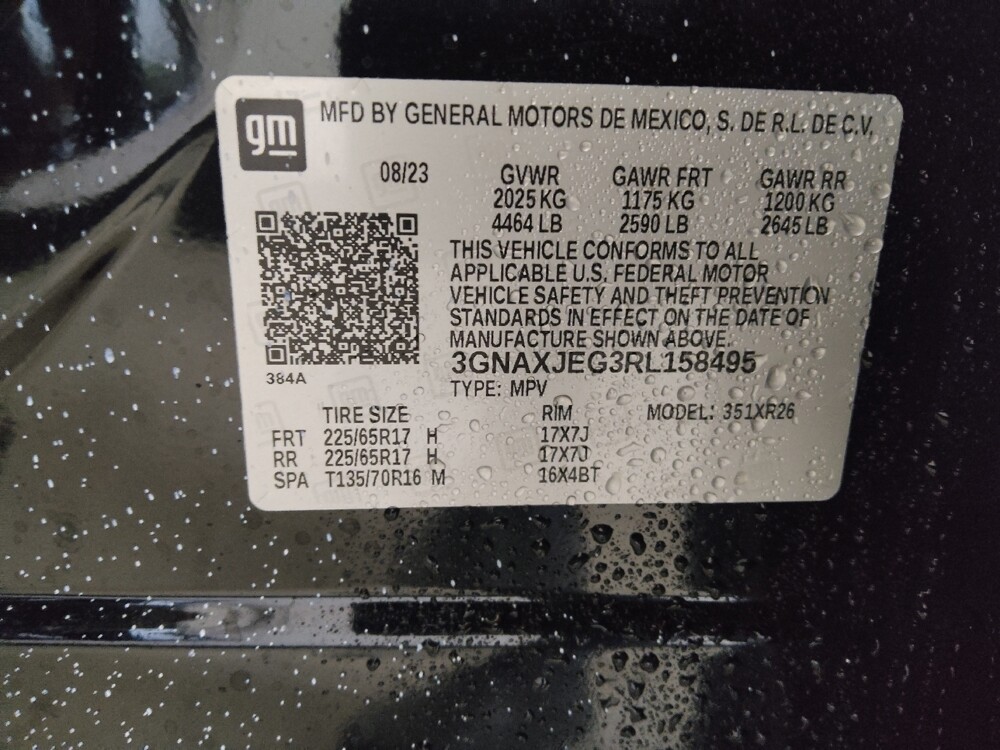 gm
MFD BY GENERAL MOTORS DE MEXICO, S. DE R.L. DE C.V.
08/23 GVWR GAWR FRT GAWR RR
2025 KG 1175 KG 1200 KG
4464 LB 2590 LB 2645 LB
THIS VEHICLE CONFORMS TO ALL
APPLICABLE U.S. FEDERAL MOTOR
VEHICLE SAFETY AND THEFT PREVENTION
STANDARDS IN EFFECT ON THE DATE OF
MANUFACTURE SHOWN ABOVE.
3GNAXJEG3RL158495
384A
TYPE: MPV
TIRE SIZE RIM MODEL: 351XR26
FRT 225/65R17 H 17X7J
RR 225/65R17 H 17X7J
SPA T135/70R16 M 16X4BT